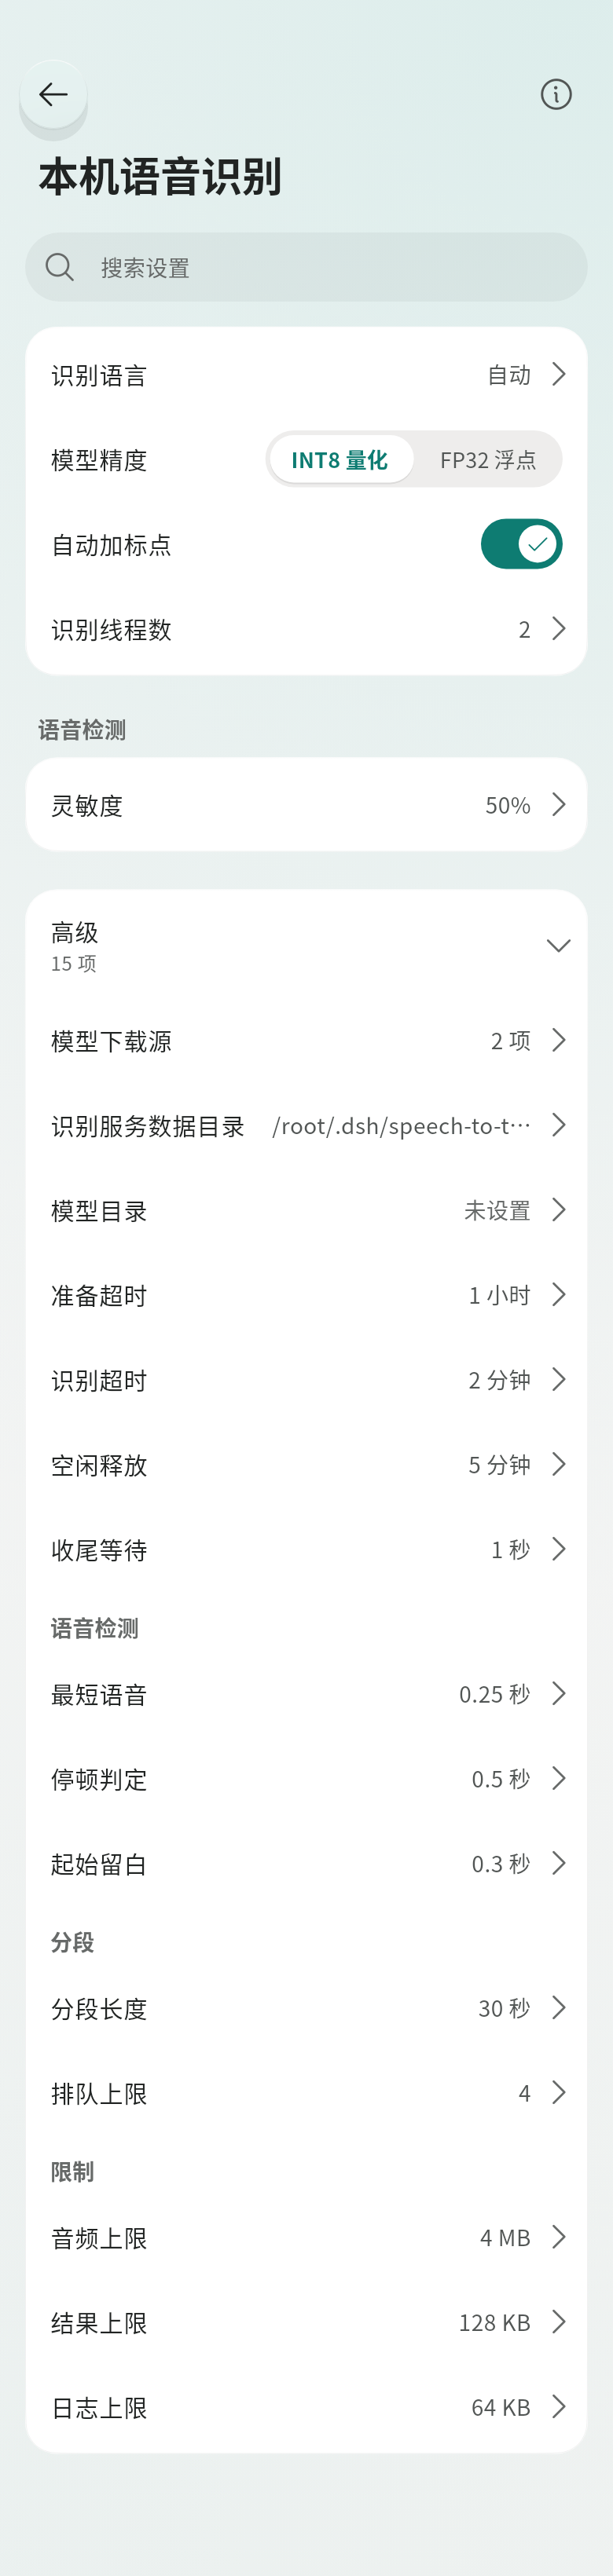 本机语音识别
搜索设置
识别语言 自动
模型精度 INT8 量化 FP32 浮点
自动加标点
识别线程数 2
语音检测
灵敏度 50%
高级
15 项
模型下载源 2 项
识别服务数据目录 /root/.dsh/speech-to-t…
模型目录 未设置
准备超时 1 小时
识别超时 2 分钟
空闲释放 5 分钟
收尾等待 1 秒
语音检测
最短语音 0.25 秒
停顿判定 0.5 秒
起始留白 0.3 秒
分段
分段长度 30 秒
排队上限 4
限制
音频上限 4 MB
结果上限 128 KB
日志上限 64 KB